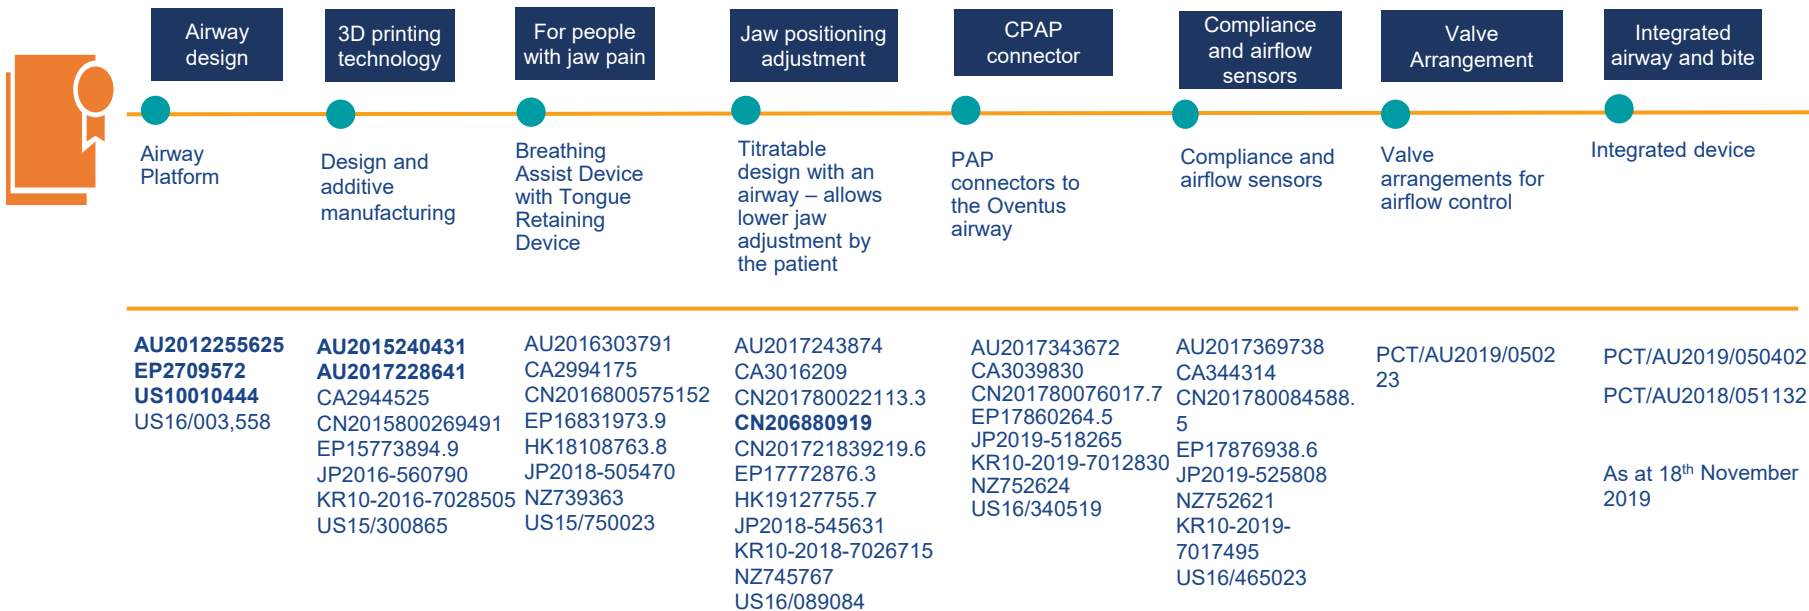 Airway
design
3D printing
technology
For people
with jaw pain
Jaw positioning
adjustment
CPAP
connector
Compliance
and airflow
sensors
Valve
Arrangement
Integrated
airway and bite
Airway
Platform
Design and
additive
manufacturing
Breathing
Assist Device
with Tongue
Retaining
Device
Titratable
design with an
airway – allows
lower jaw
adjustment by
the patient
PAP
connectors to
the Oventus
airway
Compliance and
airflow sensors
Valve
arrangements for
airflow control
Integrated device
AU2012255625
EP2709572
US10010444
US16/003,558
AU2015240431
AU2017228641
CA2944525
CN2015800269491
EP15773894.9
JP2016-560790
KR10-2016-7028505
US15/300865
AU2016303791
CA2994175
CN2016800575152
EP16831973.9
HK18108763.8
JP2018-505470
NZ739363
US15/750023
AU2017243874
CA3016209
CN201780022113.3
CN206880919
CN201721839219.6
EP17772876.3
HK19127755.7
JP2018-545631
KR10-2018-7026715
NZ745767
US16/089084
AU2017343672
CA3039830
CN201780076017.7
EP17860264.5
JP2019-518265
KR10-2019-7012830
NZ752624
US16/340519
AU2017369738
CA344314
CN201780084588.
5
EP17876938.6
JP2019-525808
NZ752621
KR10-2019-
7017495
US16/465023
PCT/AU2019/0502
23
PCT/AU2019/050402
PCT/AU2018/051132
As at 18th November
2019